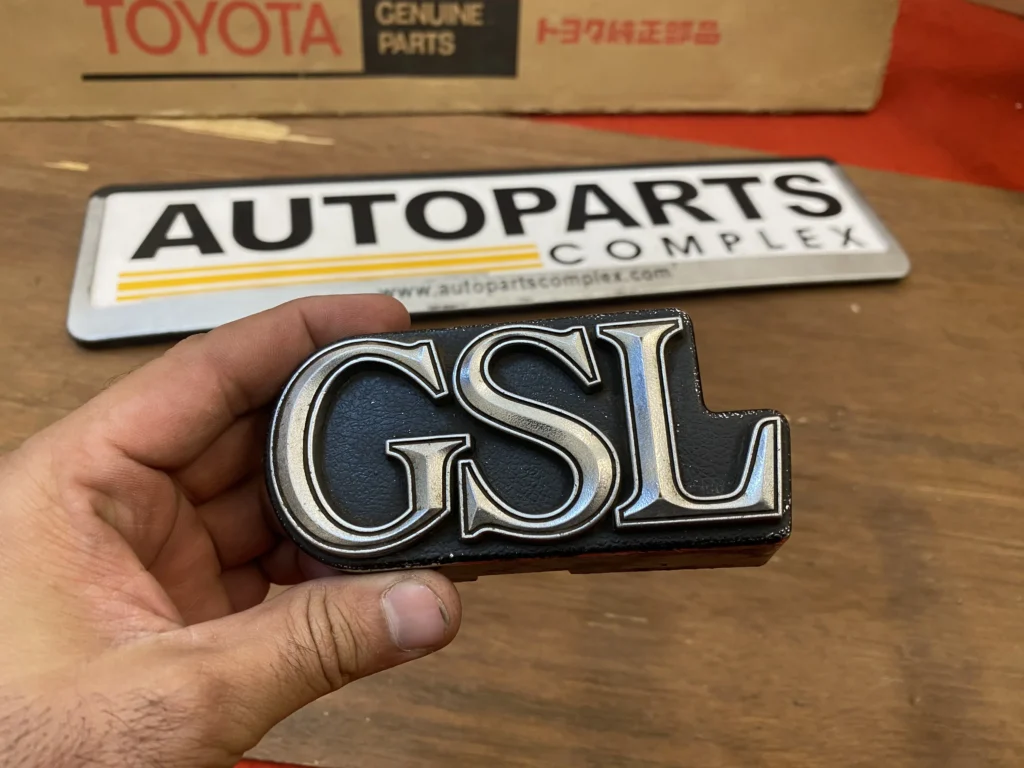 TOYOTA
GENUINE
PARTS
トヨタ純正部品
AUTOPARTS
COMPLEX
www.autopartscomplex.com
GSL